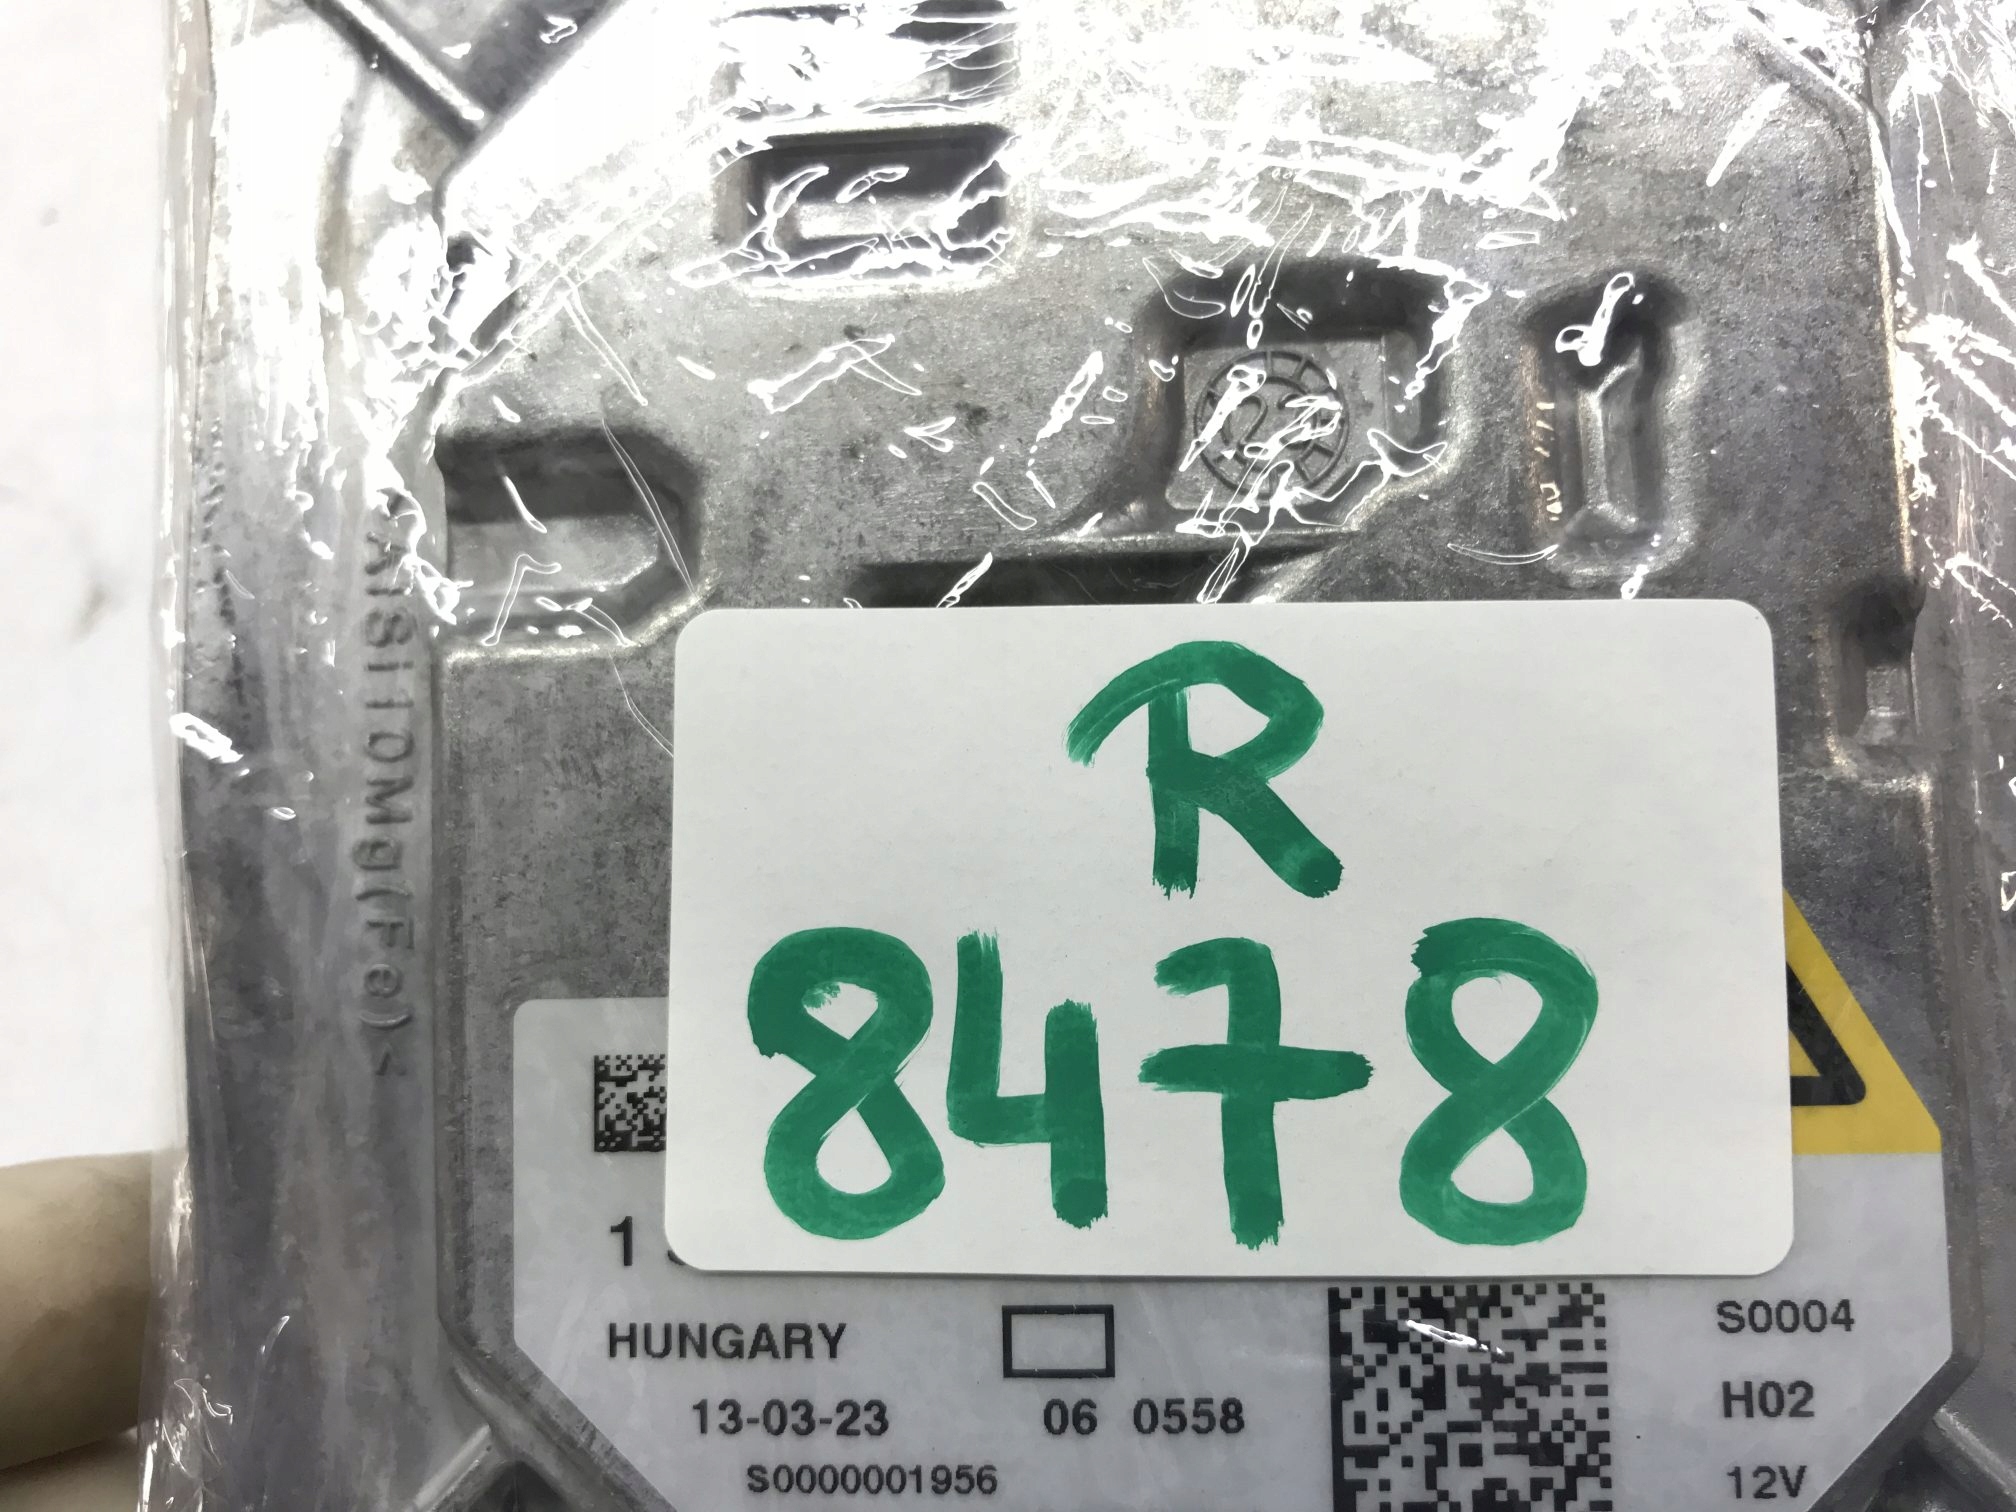 AlSi10Mg(Fe)<
R
8478
1
HUNGARY
13-03-23
06 0558
S0000001956
S0004
H02
12V